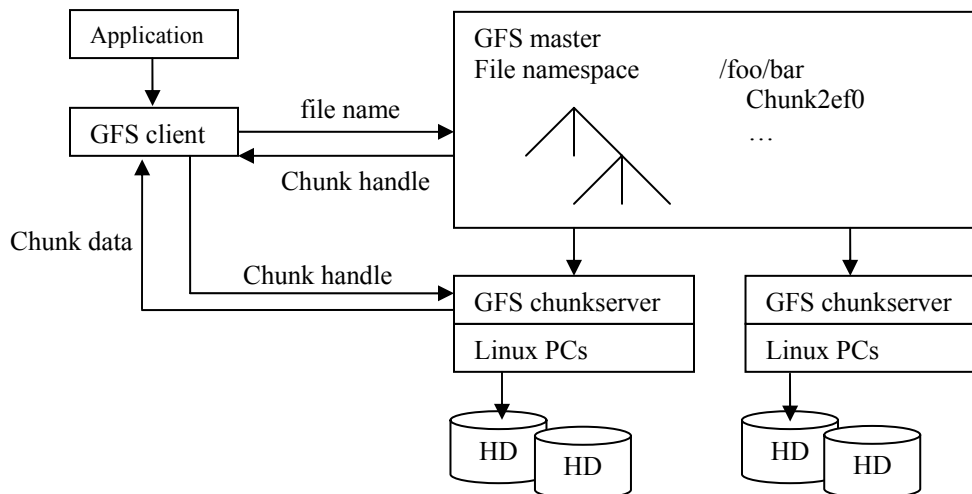 Application
GFS master
File namespace
/foo/bar
Chunk2ef0
…
file name
GFS client
Chunk handle
Chunk data
Chunk handle
GFS chunkserver
GFS chunkserver
Linux PCs
Linux PCs
HD
HD
HD
HD